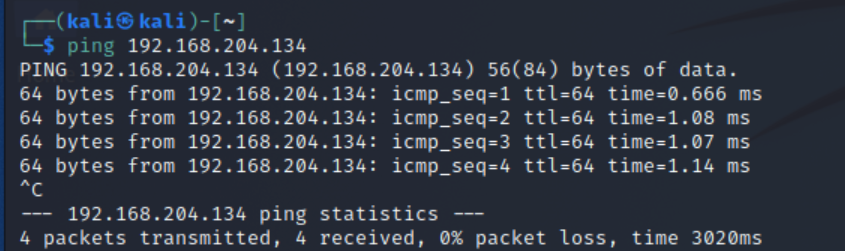 ┌──(kali㉿kali)-[~]
└─$ ping 192.168.204.134
PING 192.168.204.134 (192.168.204.134) 56(84) bytes of data.
64 bytes from 192.168.204.134: icmp_seq=1 ttl=64 time=0.666 ms
64 bytes from 192.168.204.134: icmp_seq=2 ttl=64 time=1.08 ms
64 bytes from 192.168.204.134: icmp_seq=3 ttl=64 time=1.07 ms
64 bytes from 192.168.204.134: icmp_seq=4 ttl=64 time=1.14 ms
^C
--- 192.168.204.134 ping statistics ---
4 packets transmitted, 4 received, 0% packet loss, time 3020ms